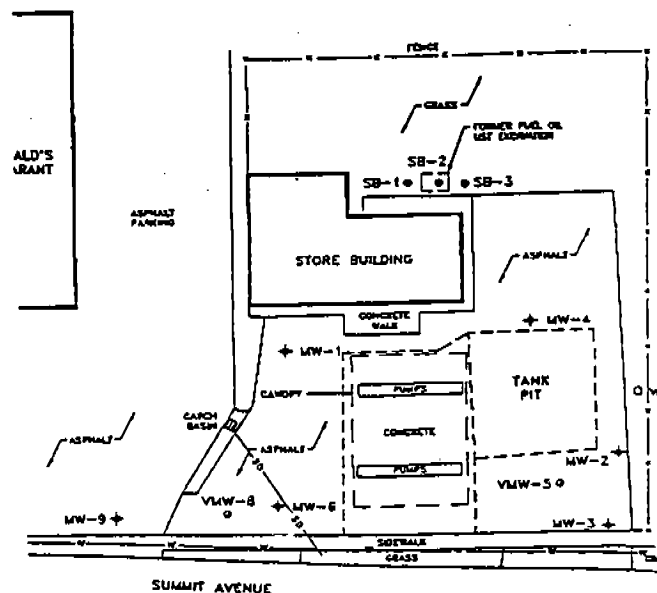 FENCE
GRASS
FORMER FUEL OIL
UST EXCAVATION
ALD'S
RANT
SB-2
SB-1
SB-3
ASPHALT
PARKING
STORE BUILDING
ASPHALT
CONCRETE
WALK
MW-4
MW-1
TANK
PIT
CANOPY
PUMPS
CATCH
BASIN
CONCRETE
ASPHALT
ASPHALT
PUMPS
MW-2
VMW-8
MW-6
VMW-5
MW-9
MW-3
SIDEWALK
GRASS
SUMMIT AVENUE